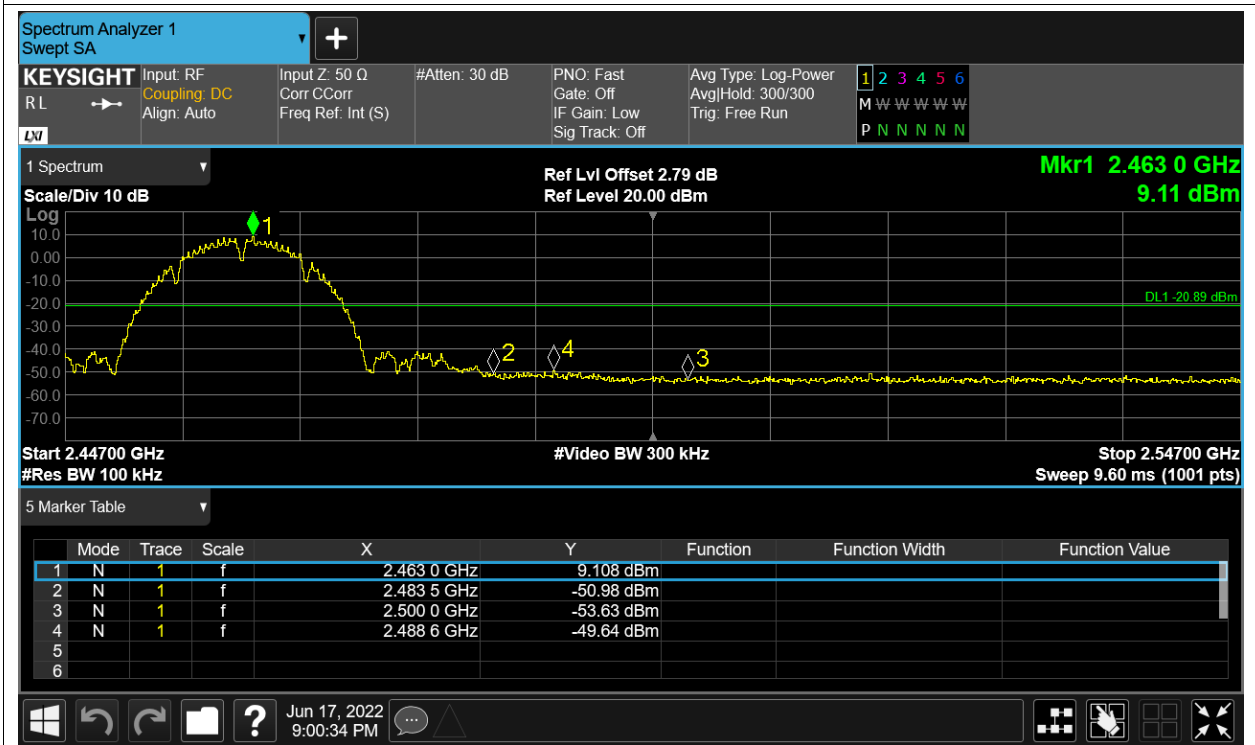 Spectrum Analyzer 1
Swept SA
KEYSIGHT
R L
LXI
Input: RF
Coupling: DC
Align: Auto
Input Z: 50 Ω
Corr CCorr
Freq Ref: Int (S)
#Atten: 30 dB
PNO: Fast
Gate: Off
IF Gain: Low
Sig Track: Off
Avg Type: Log-Power
Avg|Hold: 300/300
Trig: Free Run
1 2 3 4 5 6
M W W W W W
P N N N N N
1 Spectrum
Scale/Div 10 dB
Ref Lvl Offset 2.79 dB
Ref Level 20.00 dBm
Mkr1 2.463 0 GHz
9.11 dBm
Log
10.0
0.00
-10.0
-20.0
-30.0
-40.0
-50.0
-60.0
-70.0
1
2
4
3
DL1 -20.89 dBm
Start 2.44700 GHz
#Res BW 100 kHz
#Video BW 300 kHz
Stop 2.54700 GHz
Sweep 9.60 ms (1001 pts)
5 Marker Table
Mode Trace Scale X Y Function Function Width Function Value
1 N 1 f 2.463 0 GHz 9.108 dBm
2 N 1 f 2.483 5 GHz -50.98 dBm
3 N 1 f 2.500 0 GHz -53.63 dBm
4 N 1 f 2.488 6 GHz -49.64 dBm
5
6
?
Jun 17, 2022
9:00:34 PM